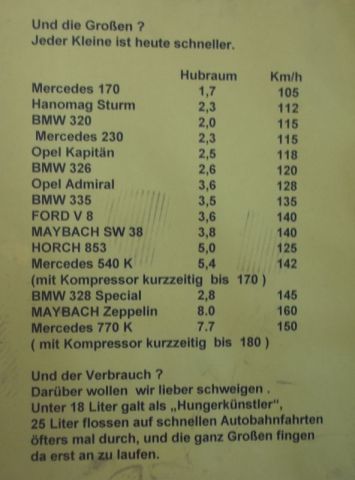 Und die Großen ?
Jeder Kleine ist heute schneller.
Hubraum Km/h
Mercedes 170 1,7 105
Hanomag Sturm 2,3 112
BMW 320 2,0 115
Mercedes 230 2,3 115
Opel Kapitän 2,5 118
BMW 326 2,6 120
Opel Admiral 3,6 128
BMW 335 3,5 135
FORD V 8 3,6 140
MAYBACH SW 38 3,8 140
HORCH 853 5,0 125
Mercedes 540 K 5,4 142
(mit Kompressor kurzzeitig bis 170 )
BMW 328 Special 2,8 145
MAYBACH Zeppelin 8.0 160
Mercedes 770 K 7.7 150
( mit Kompressor kurzzeitig bis 180 )
Und der Verbrauch ?
Darüber wollen wir lieber schweigen .
Unter 18 Liter galt als „Hungerkünstler“,
25 Liter flossen auf schnellen Autobahnfahrten
öfters mal durch, und die ganz Großen fingen
da erst an zu laufen.